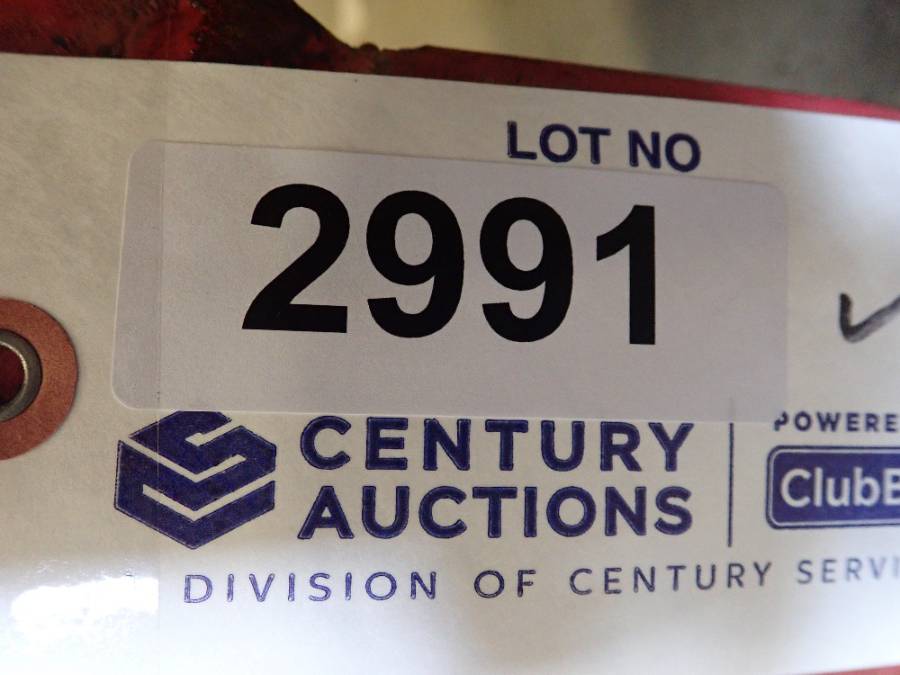 LOT NO
2991
CENTURY
AUCTIONS
POWERE
ClubB
DIVISION OF CENTURY SERVI